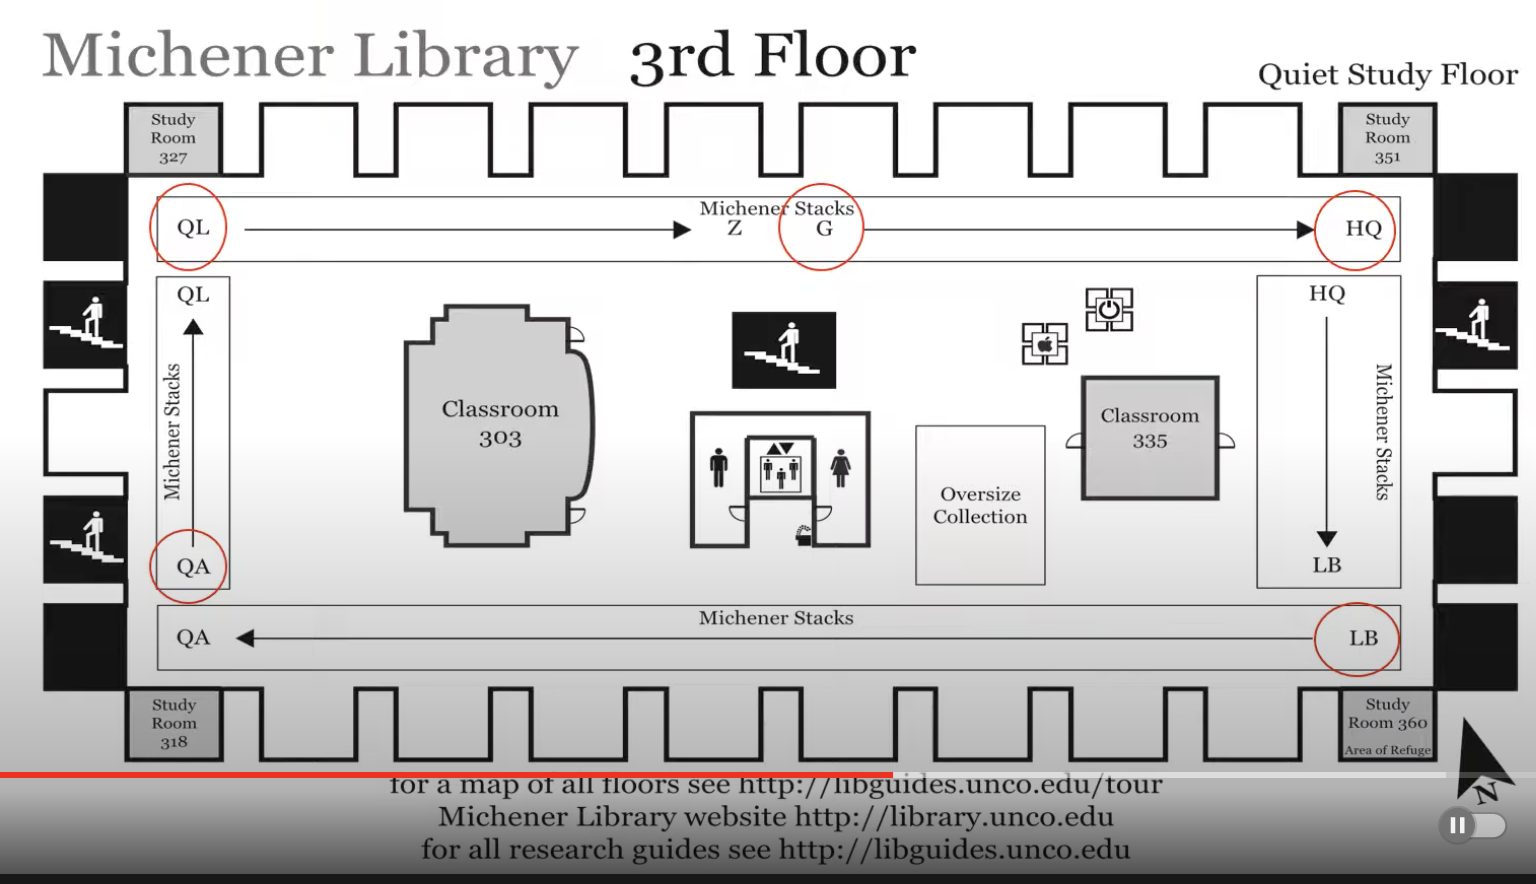 Michener Library 3rd Floor
Quiet Study Floor
Study
Room
327
Study
Room
351
Michener Stacks
QL
Z
G
HQ
QL
Michener Stacks
QA
HQ
Michener Stacks
LB
Classroom
303
Classroom
335
Oversize
Collection
Michener Stacks
QA
LB
Study
Room
318
Study
Room 360
Area of Refuge
N
for a map of all floors see http://libguides.unco.edu/tour
Michener Library website http://library.unco.edu
for all research guides see http://libguides.unco.edu